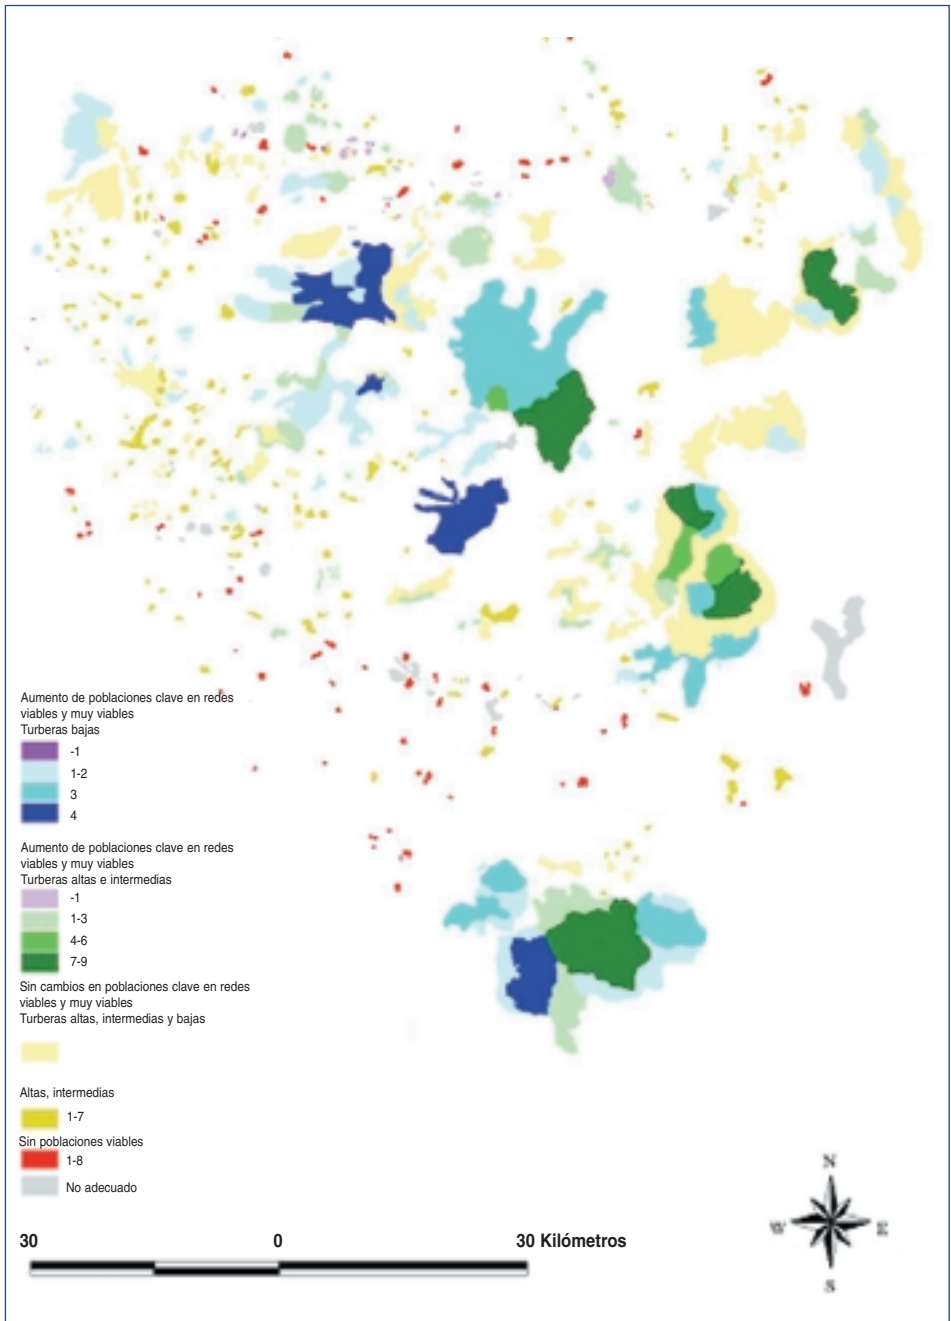 Aumento de poblaciones clave en redes
viables y muy viables
Turberas bajas
-1
1-2
3
4
Aumento de poblaciones clave en redes
viables y muy viables
Turberas altas e intermedias
-1
1-3
4-6
7-9
Sin cambios en poblaciones clave en redes
viables y muy viables
Turberas altas, intermedias y bajas
Altas, intermedias
1-7
Sin poblaciones viables
1-8
No adecuado
30 0 30 Kilómetros
N
W E
S